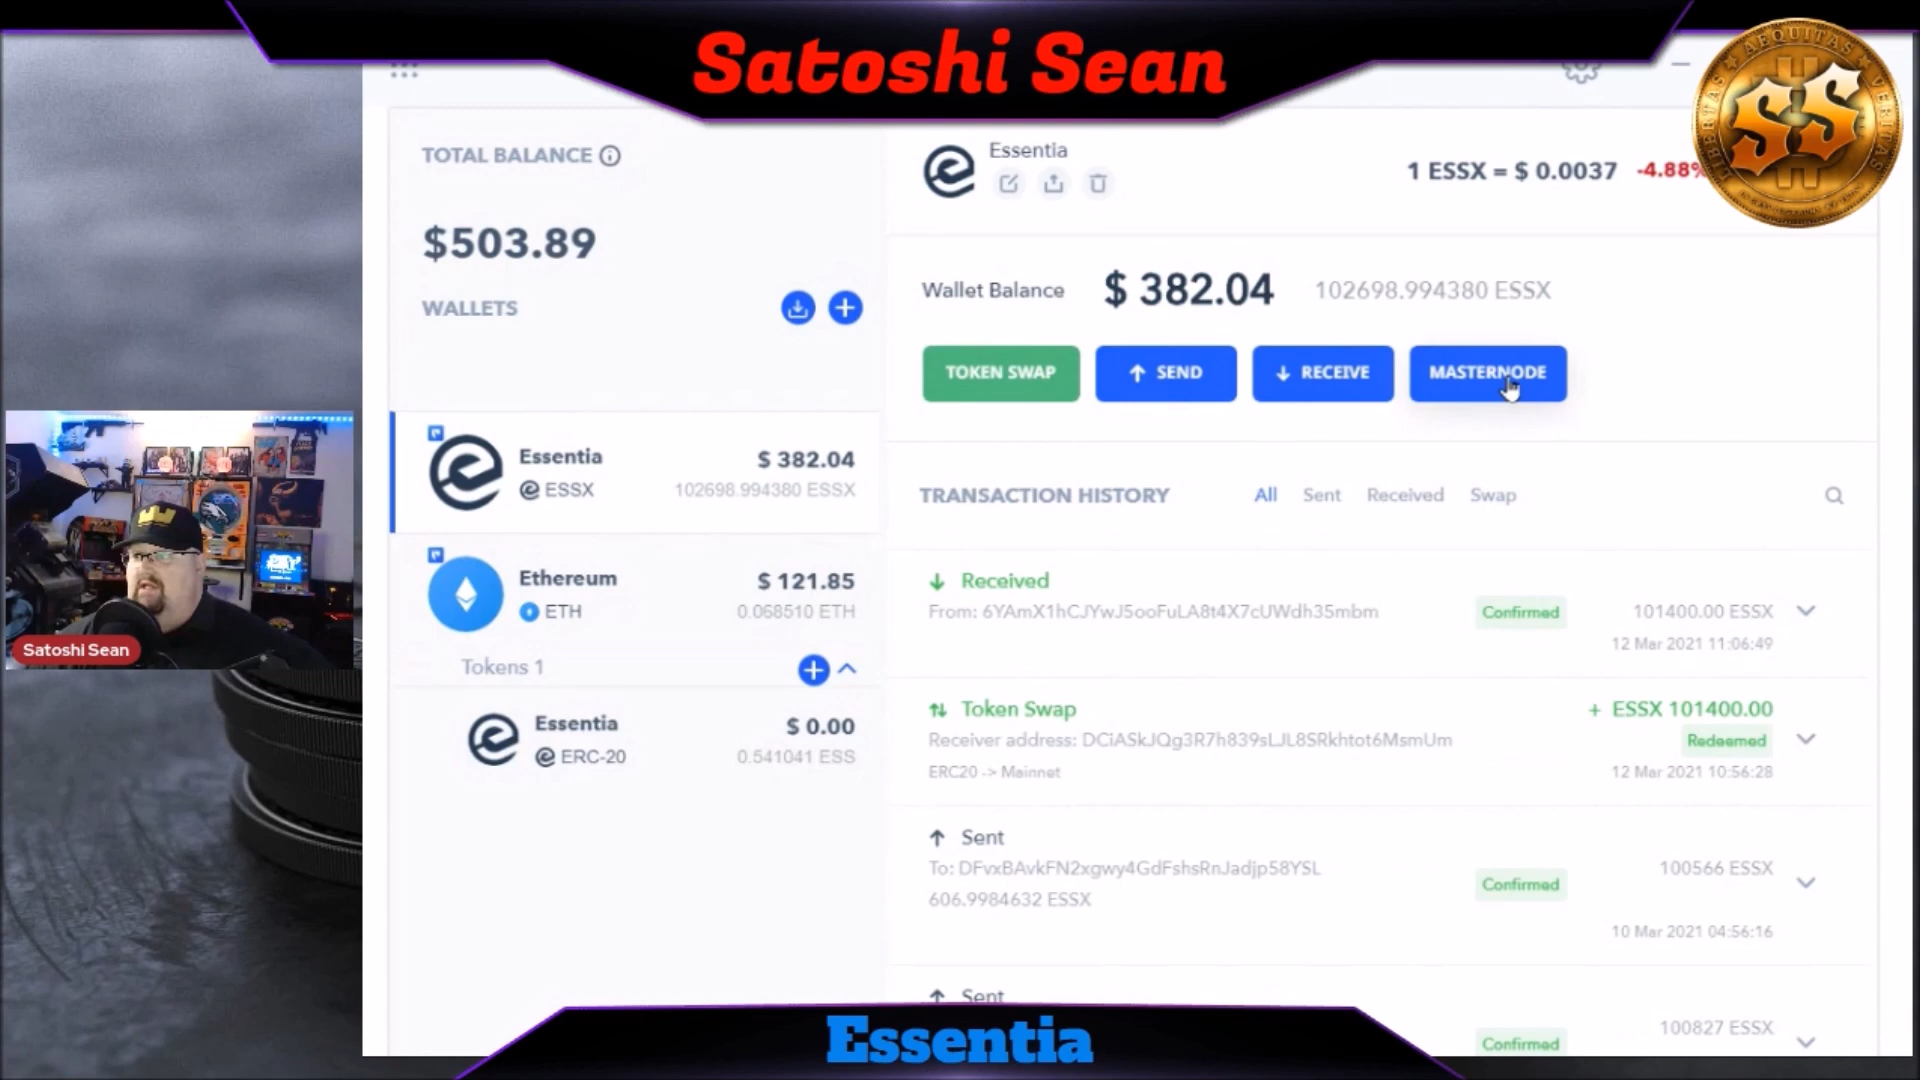 Satoshi Sean
AEQUITAS
LIBERTAS
VERITAS
SS
TOTAL BALANCE
$503.89
WALLETS
Essentia
$ 382.04
ESSX
102698.994380 ESSX
Ethereum
$ 121.85
ETH
0.068510 ETH
Tokens 1
Essentia
$ 0.00
ERC-20
0.541041 ESS
Essentia
1 ESSX = $ 0.0037
-4.88%
Wallet Balance
$ 382.04
102698.994380 ESSX
TOKEN SWAP
SEND
RECEIVE
MASTERNODE
TRANSACTION HISTORY
All
Sent
Received
Swap
Received
From: 6YAmX1hCJYwJ5ooFuLA8t4X7cUWdh35mbm
Confirmed
101400.00 ESSX
12 Mar 2021 11:06:49
Token Swap
+ ESSX 101400.00
Receiver address: DCiASkJQg3R7h839sLJL8SRkhtot6MsmUm
Redeemed
ERC20 -> Mainnet
12 Mar 2021 10:56:28
Sent
To: DFvxBAvkFN2xgwy4GdFshsRnJadjp58YSL
606.9984632 ESSX
Confirmed
100566 ESSX
10 Mar 2021 04:56:16
Sent
Confirmed
100827 ESSX
Satoshi Sean
Essentia